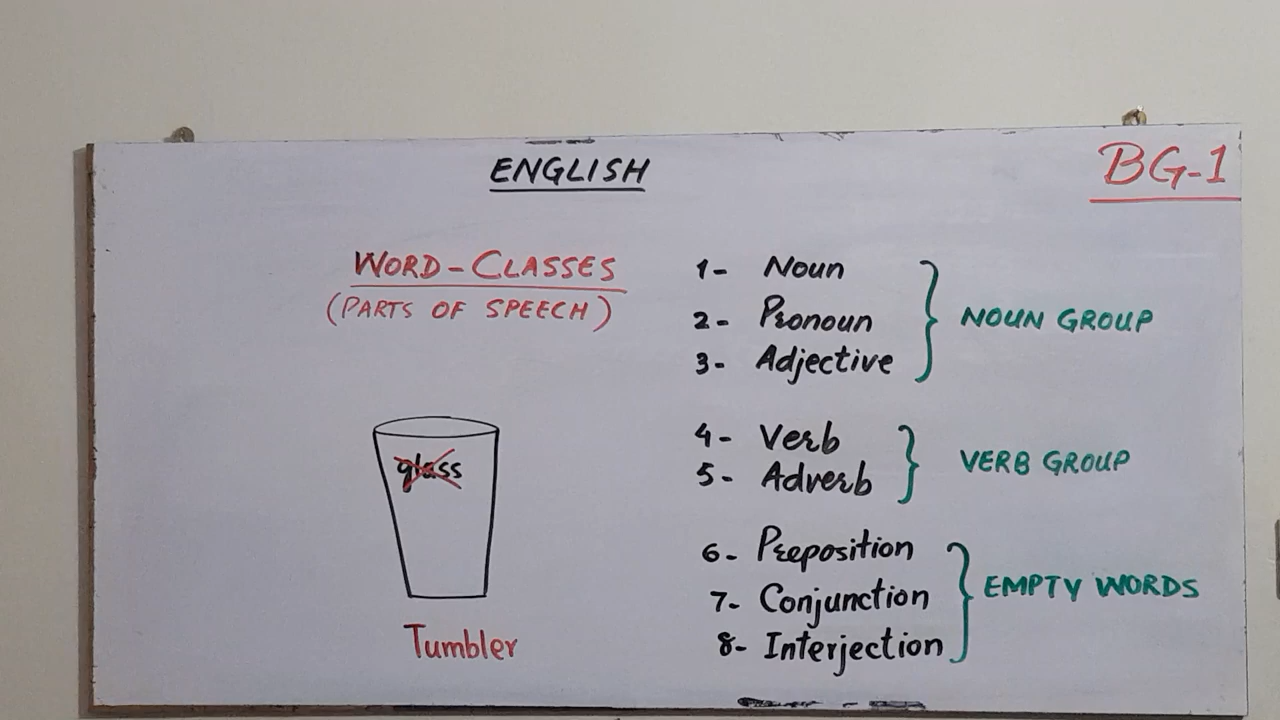 ENGLISH
BG-1
WORD-CLASSES
(PARTS OF SPEECH)
glass
Tumbler
1- Noun
2- Pronoun
3- Adjective
NOUN GROUP
4- Verb
5- Adverb
VERB GROUP
6- Preposition
7- Conjunction
8- Interjection
EMPTY WORDS